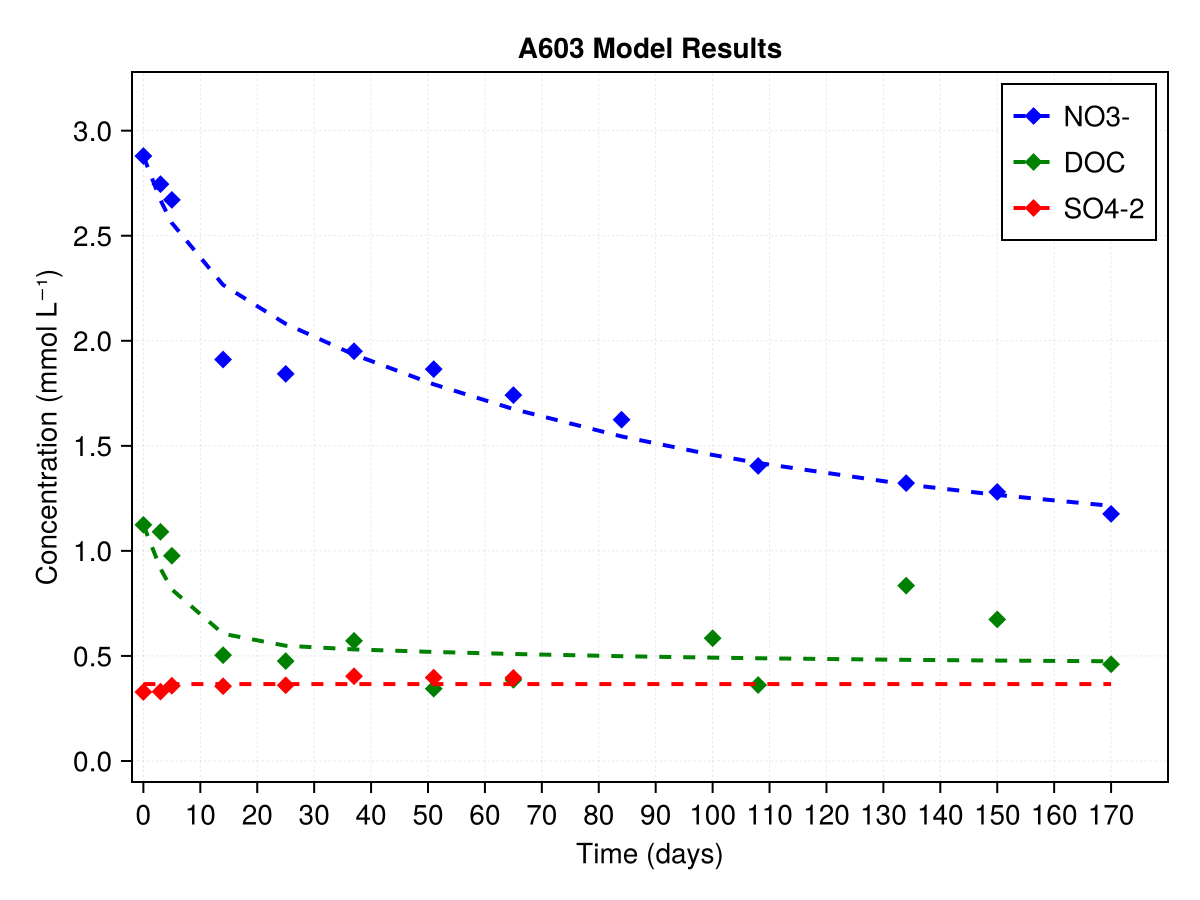 A603 Model Results
NO3-
DOC
SO4-2
Concentration (mmol L⁻¹)
3.0
2.5
2.0
1.5
1.0
0.5
0.0
0 10 20 30 40 50 60 70 80 90 100 110 120 130 140 150 160 170
Time (days)